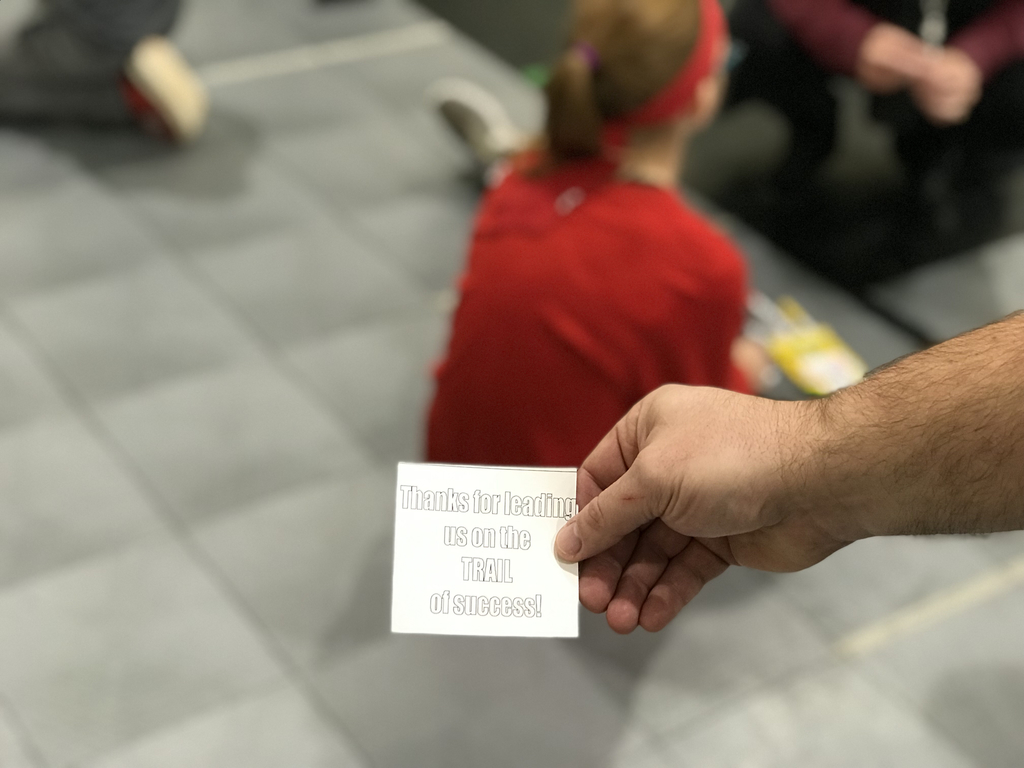 Thanks for leading
us on the
TRAIL
of success!